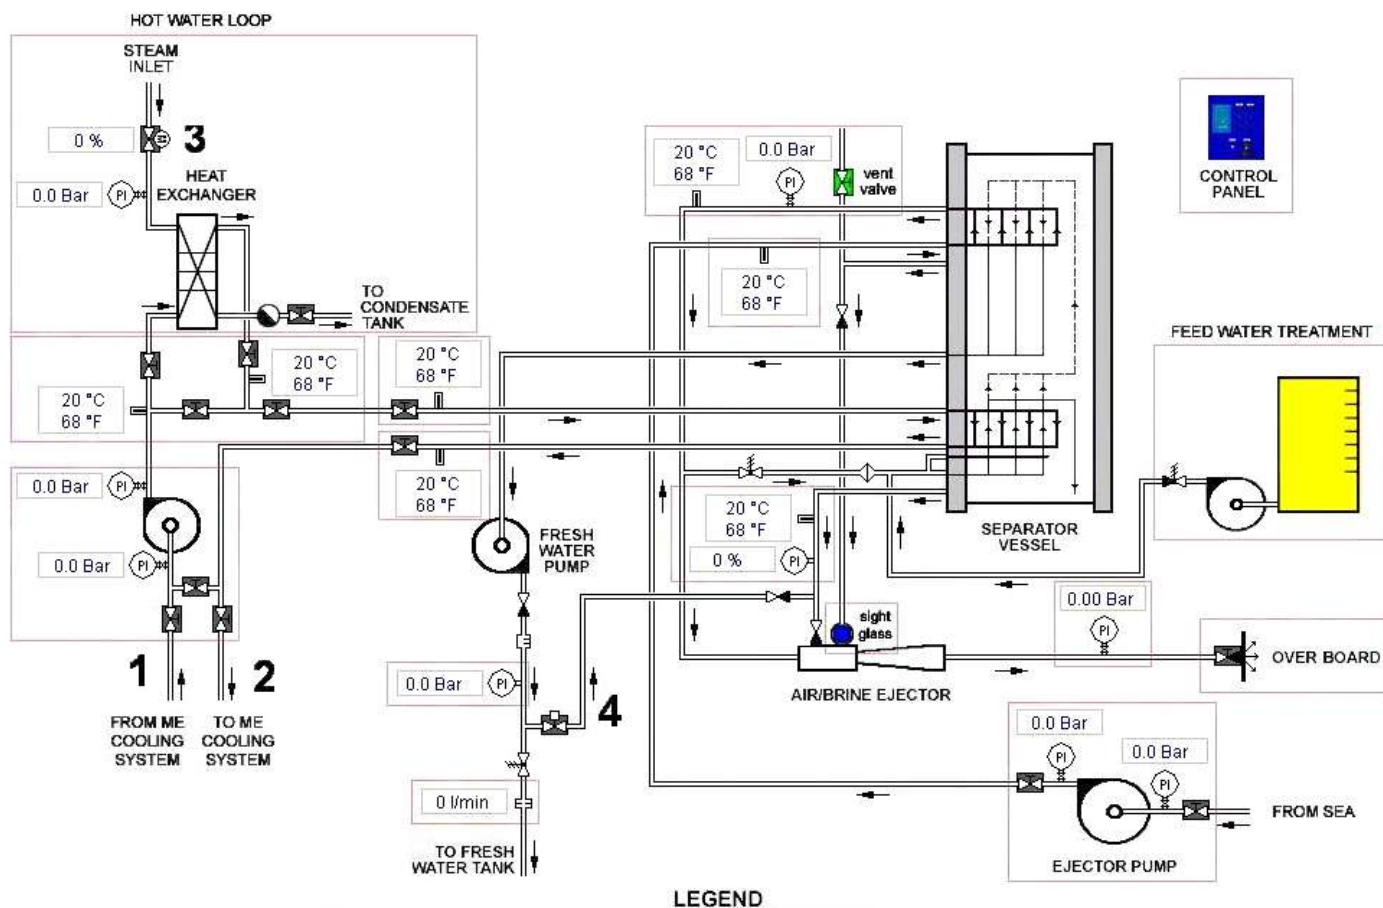 HOT WATER LOOP
STEAM
INLET
0 %
3
HEAT
EXCHANGER
0.0 Bar
PI
TO
CONDENSATE
TANK
20 °C
68 °F
20 °C
68 °F
20 °C
68 °F
20 °C
68 °F
0.0 Bar
PI
0.0 Bar
PI
1
2
FROM ME
COOLING
SYSTEM
TO ME
COOLING
SYSTEM
20 °C
68 °F
0.0 Bar
PI
vent
valve
20 °C
68 °F
CONTROL
PANEL
FEED WATER TREATMENT
SEPARATOR
VESSEL
FRESH
WATER
PUMP
20 °C
68 °F
0 %
PI
sight
glass
0.00 Bar
PI
OVER BOARD
AIR/BRINE EJECTOR
0.0 Bar
PI
4
0 l/min
TO FRESH
WATER TANK
0.0 Bar
PI
0.0 Bar
PI
FROM SEA
EJECTOR PUMP
LEGEND